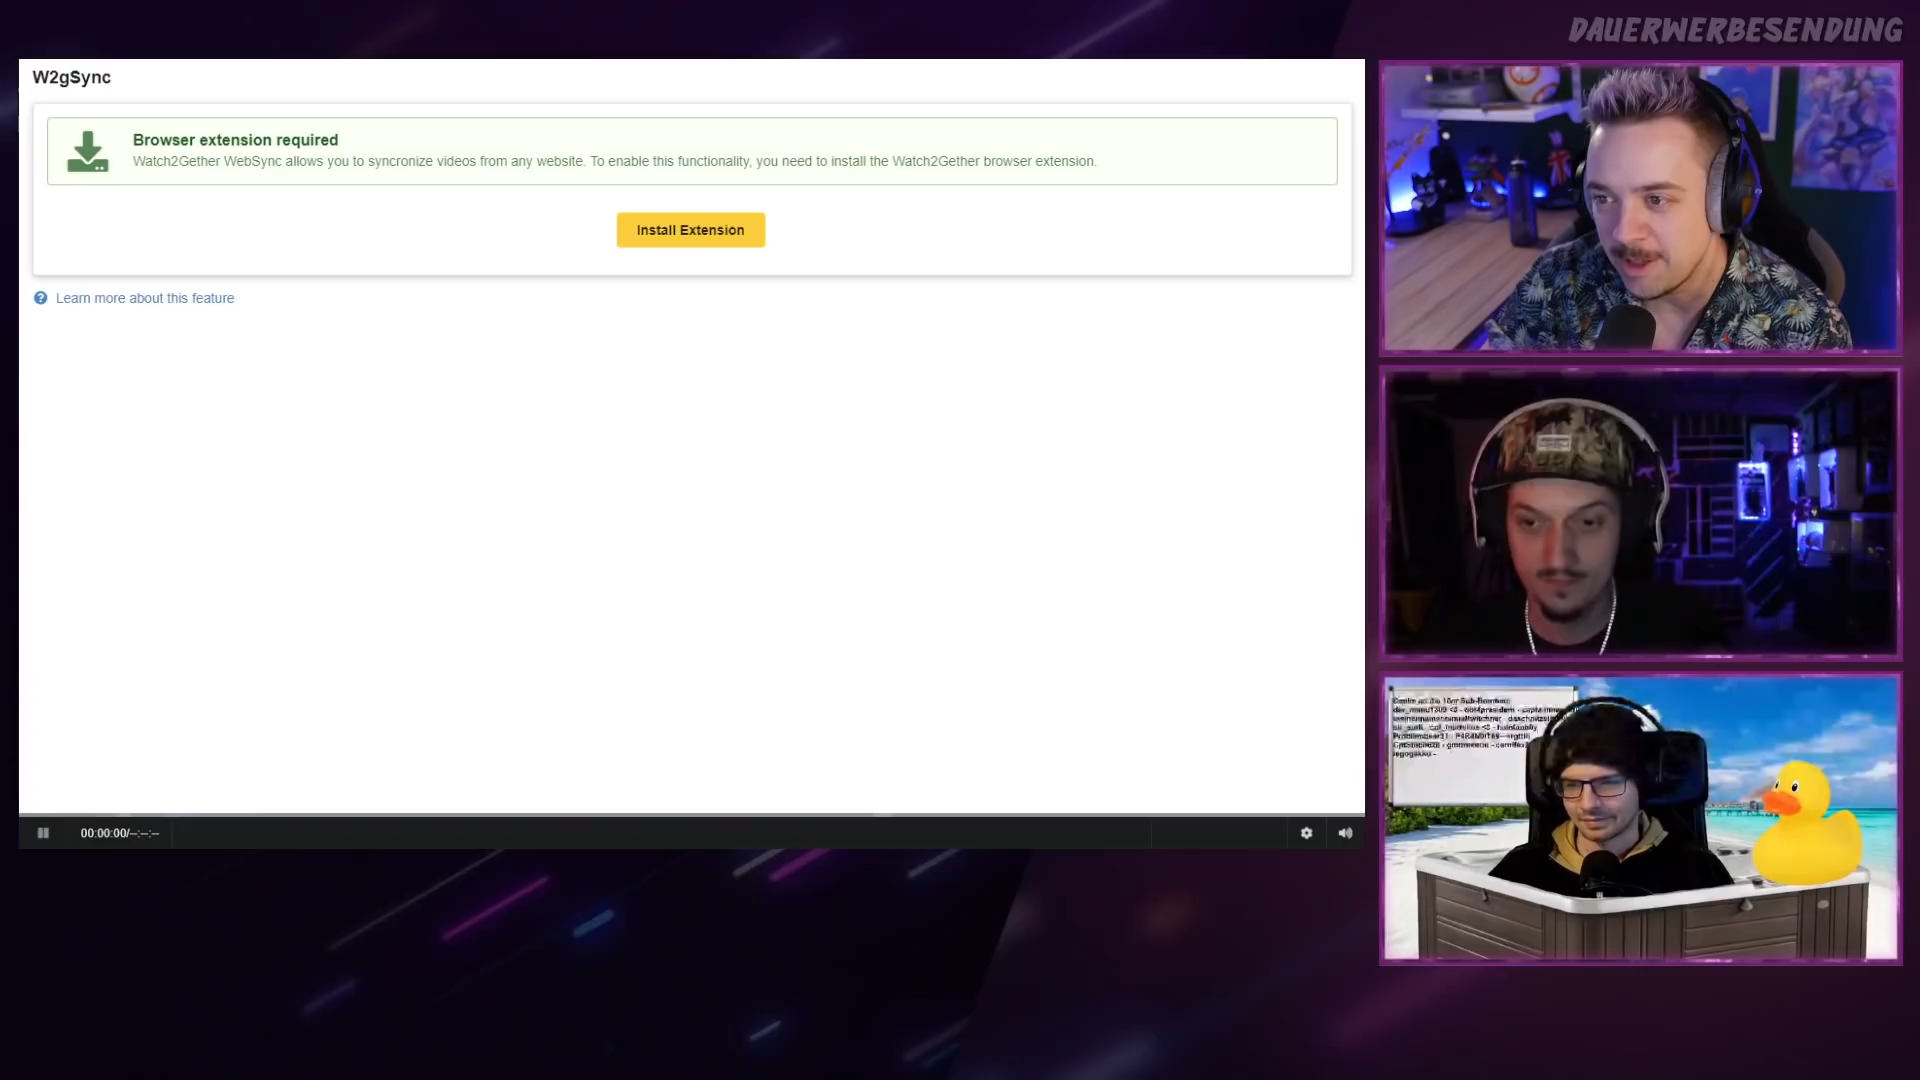 DAUERWERBESENDUNG
W2gSync
Browser extension required
Watch2Gether WebSync allows you to syncronize videos from any website. To enable this functionality, you need to install the Watch2Gether browser extension.
Install Extension
Learn more about this feature
00:00:00/--:--:--